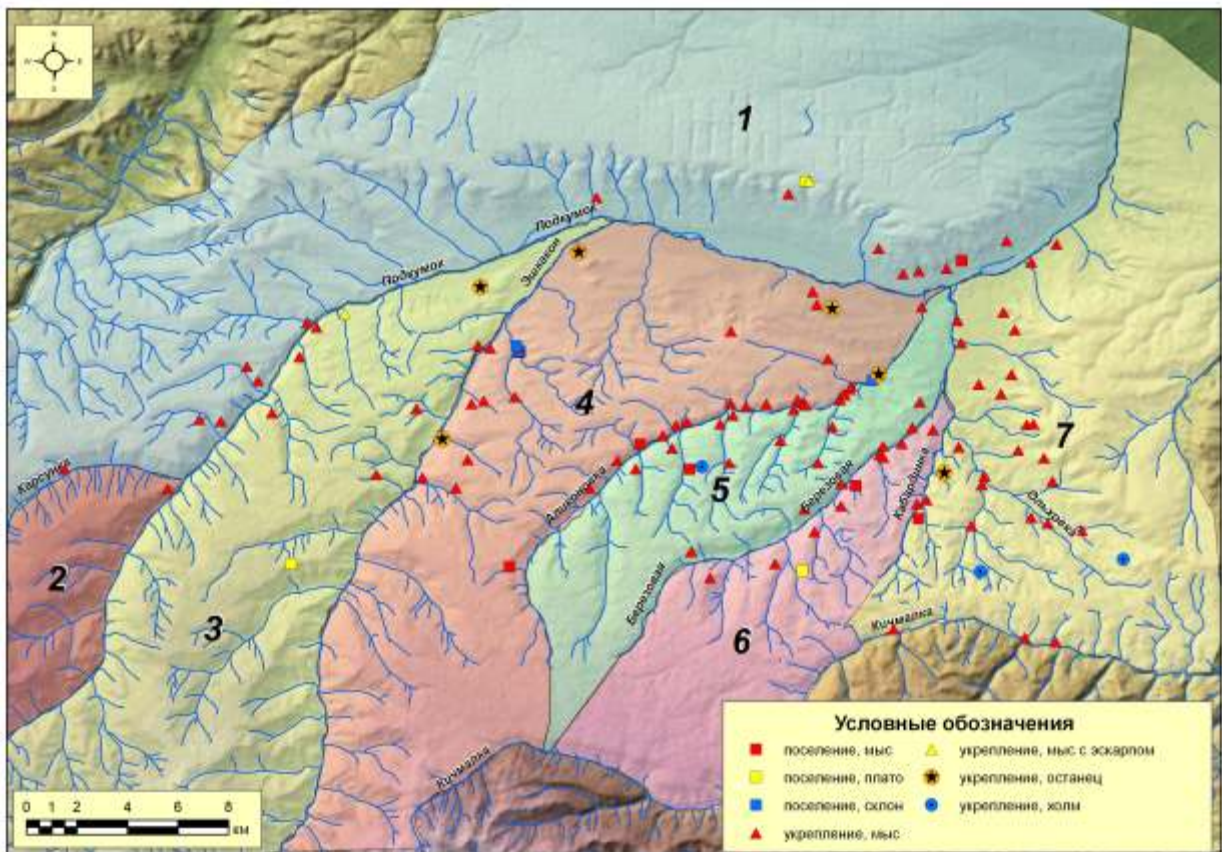 N
W E
S
1
Подкумок
Подкумок
Эшкакон
4
7
Карсунка
Аликоновка
5
Березовая
Кабардинка
Ольховка
2
3
Березовая
6
Кичмалка
Кичмалка
Условные обозначения
поселение, мыс
укрепление, мыс с эскарпом
поселение, плато
укрепление, останец
поселение, склон
укрепление, холм
укрепление, мыс
0 1 2 4 6 8
км